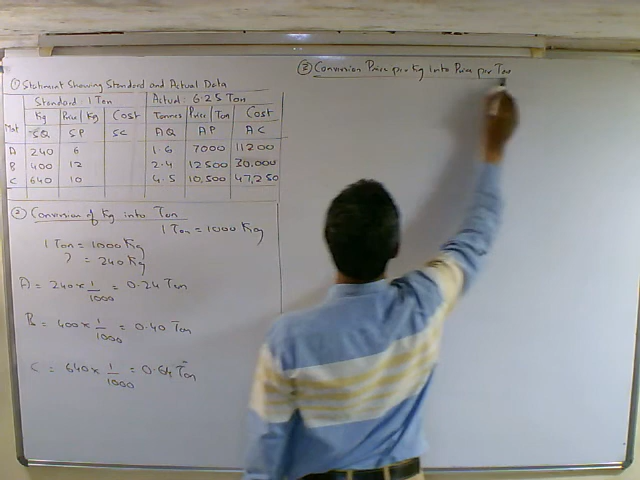 ① Statement Showing Standard and Actual Data
Standard 1 Ton Actual: 6.25 Ton
Mat Kg Price/Kg Cost Tonnes Price/Ton Cost
SQ SP SC AQ AP AC
A 240 6 1.6 7000 11200
B 400 12 2.4 12500 30,000
C 640 10 4.5 10,500 47,250
② Conversion of Kg into Ton
1 Ton = 1000 Kg
1 Ton = 1000 Kg
? = 240 Kg
A = 240 × 1/1000 = 0.24 Ton
B = 400 × 1/1000 = 0.40 Ton
C = 640 × 1/1000 = 0.64 Ton
③ Conversion Price per Kg Into Price per Ton